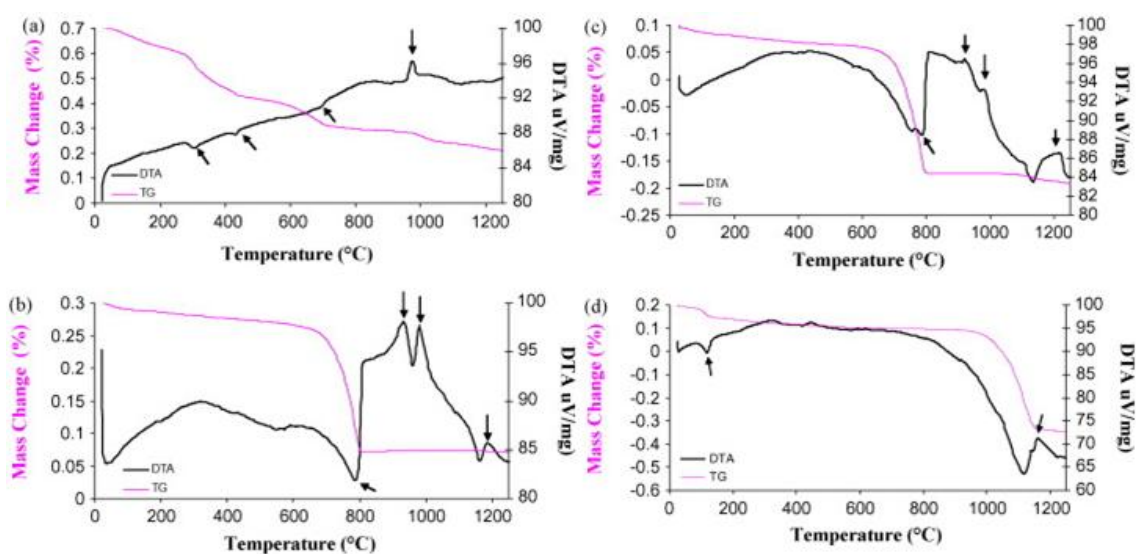 (a)
Mass Change (%)
0.7
0.6
0.5
0.4
0.3
0.2
0.1
0
100
96
92
88
84
80
DTA uV/mg)
DTA
TG
0 200 400 600 800 1000 1200
Temperature (°C)
(c)
Mass Change (%)
0.1
0.05
0
-0.05
-0.1
-0.15
-0.2
-0.25
100
98
96
94
92
90
88
86
84
82
80
DTA uV/mg)
DTA
TG
0 200 400 600 800 1000 1200
Temperature (°C)
(b)
Mass Change (%)
0.3
0.25
0.2
0.15
0.1
0.05
0
100
95
90
85
80
DTA uV/mg)
DTA
TG
0 200 400 600 800 1000 1200
Temperature (°C)
(d)
Mass Change (%)
0.2
0.1
0
-0.1
-0.2
-0.3
-0.4
-0.5
-0.6
100
95
90
85
80
75
70
65
60
DTA uV/mg)
DTA
TG
0 200 400 600 800 1000 1200
Temperature (°C)